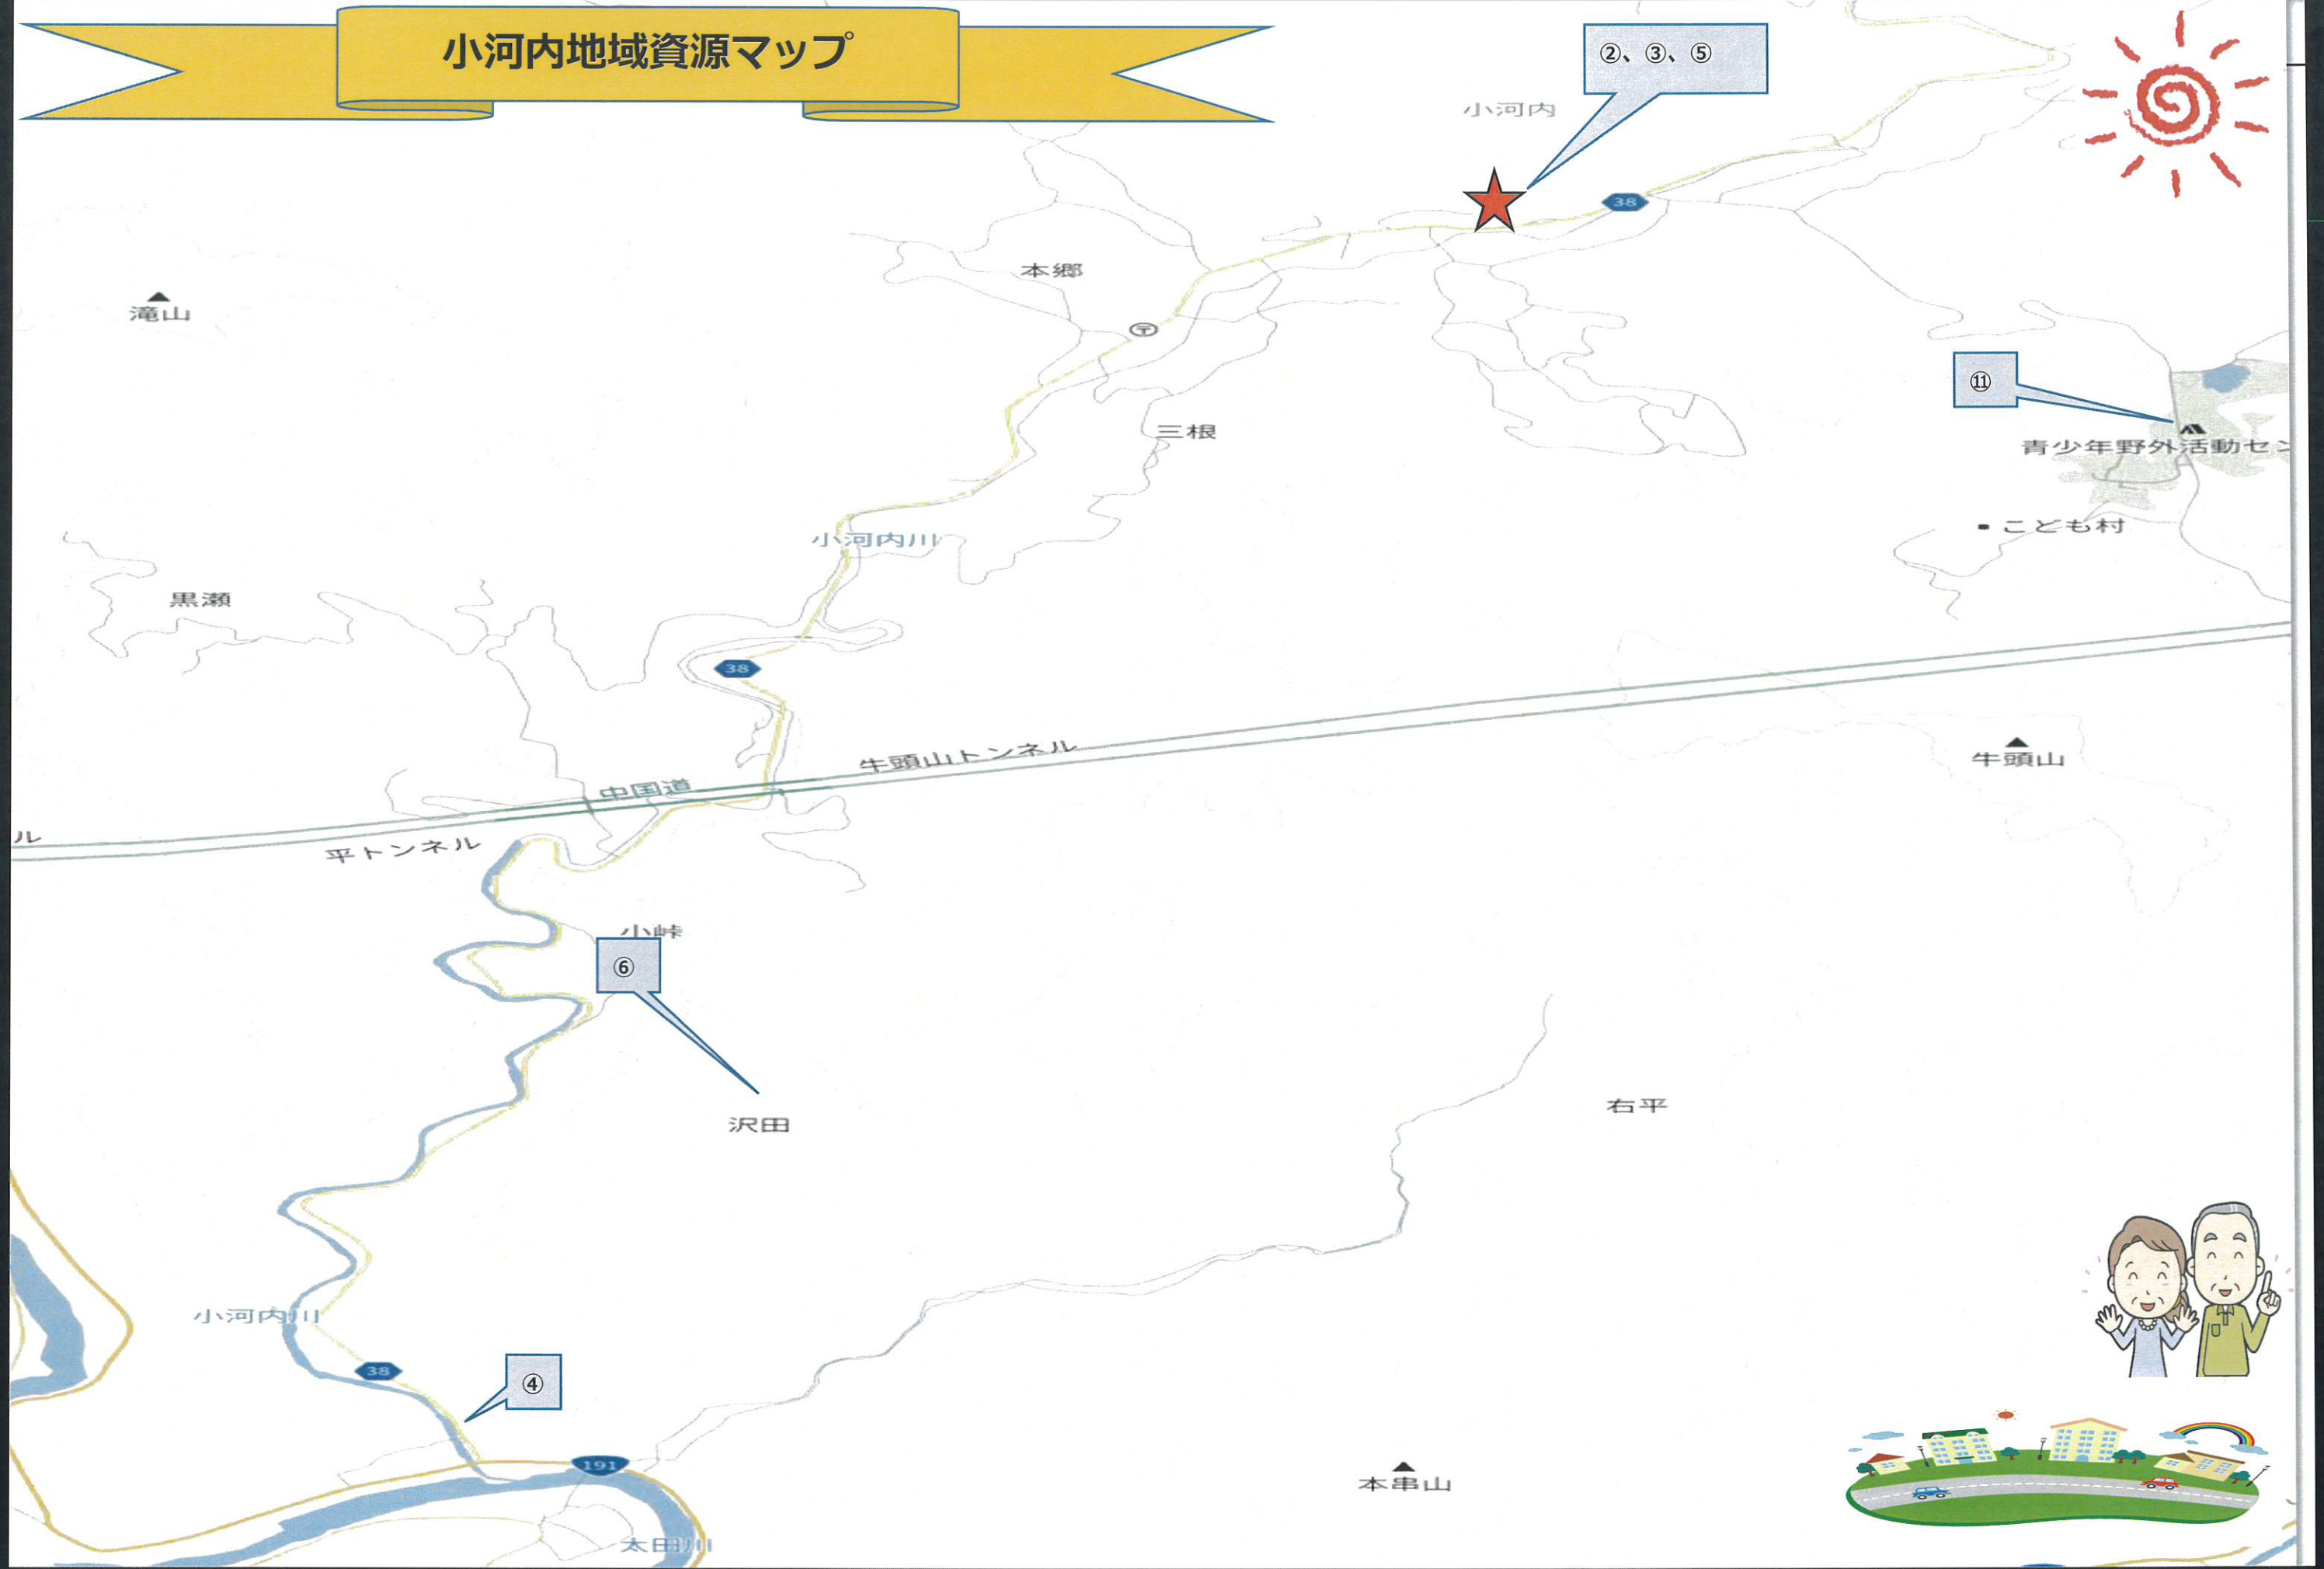 小河内地域資源マップ
②、③、⑤
小河内
38
本郷
滝山
〒
⑪
三根
青少年野外活動セン
こども村
小河内川
黒瀬
38
牛頭山トンネル
牛頭山
中国道
ル
平トンネル
小峠
⑥
沢田
右平
小河内川
38
④
191
本串山
太田川